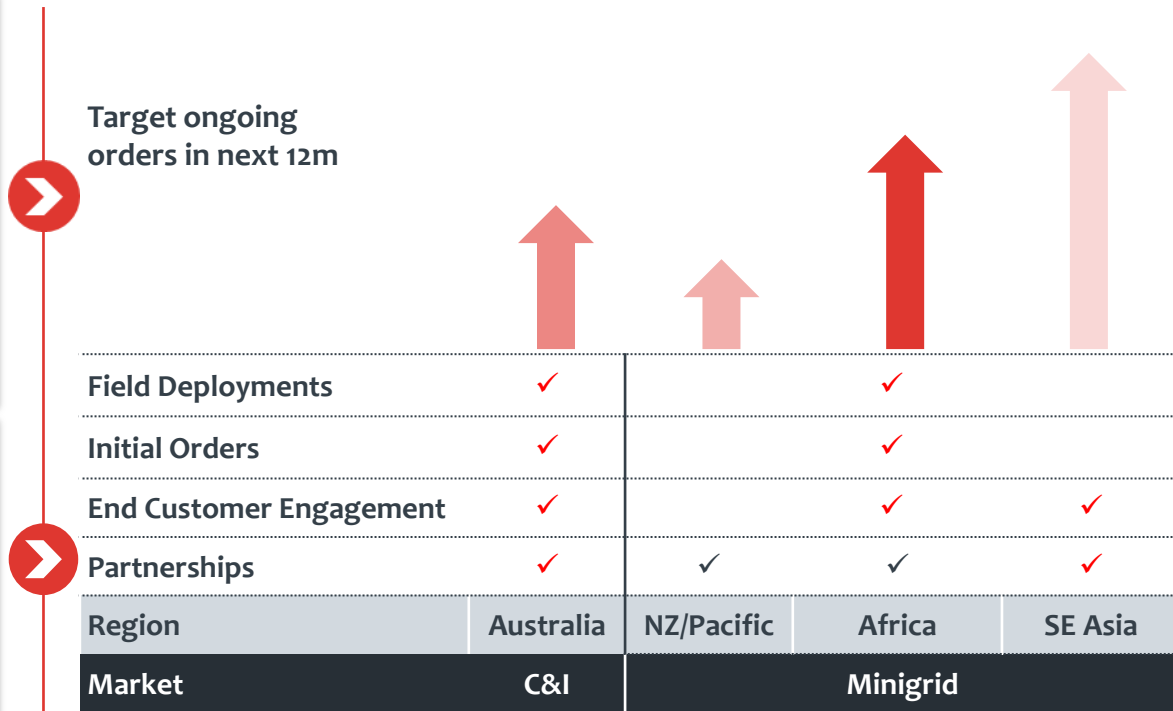 Target ongoing
orders in next 12m
Field Deployments ✓ ✓
Initial Orders ✓ ✓
End Customer Engagement ✓ ✓ ✓
Partnerships ✓ ✓ ✓ ✓
Region Australia NZ/Pacific Africa SE Asia
Market C&I Minigrid